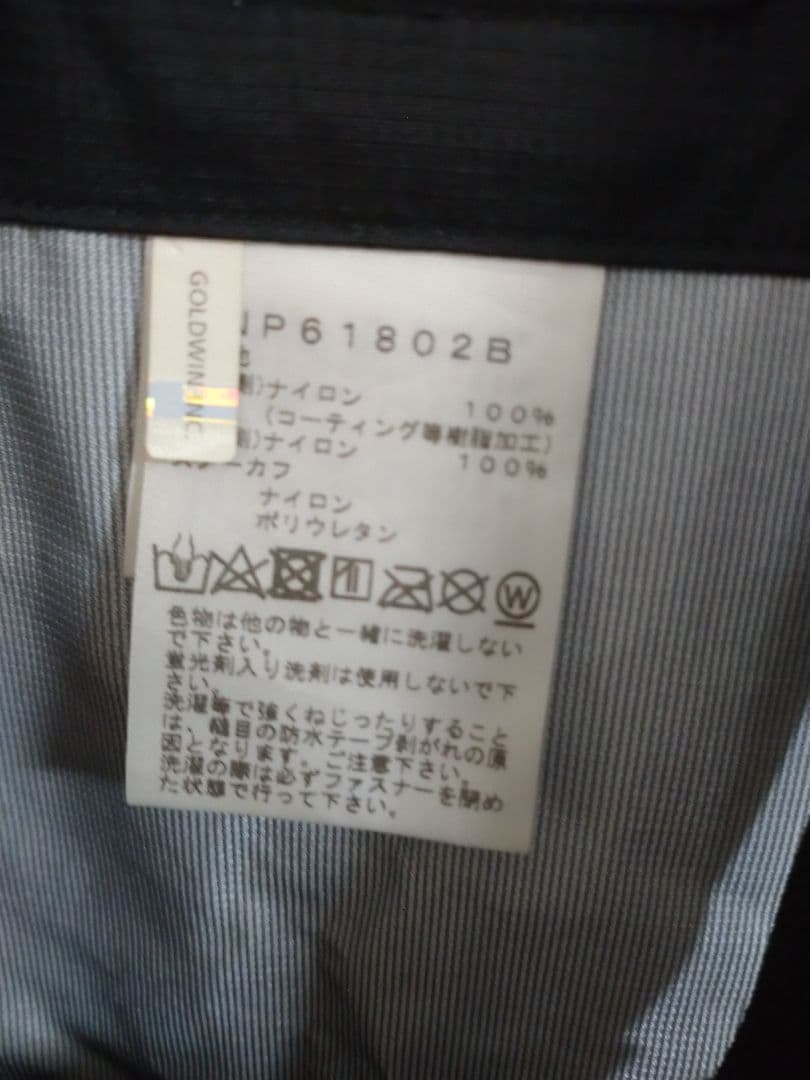 GOLDWIN INC.
NP61802B
地
側)ナイロン 100%
(コーティング等樹脂加工)
側)ナイロン 100%
ーカフ
ナイロン
ポリウレタン
W
色物は他の物と一緒に洗濯しない
で下さい。
蛍光剤入り洗剤は使用しないで下
さい。
洗濯等で強くねじったりすること
は、縫目の防水テープ剥がれの原
因となります。ご注意下さい。
洗濯の際は必ずファスナーを閉め
た状態で行って下さい。